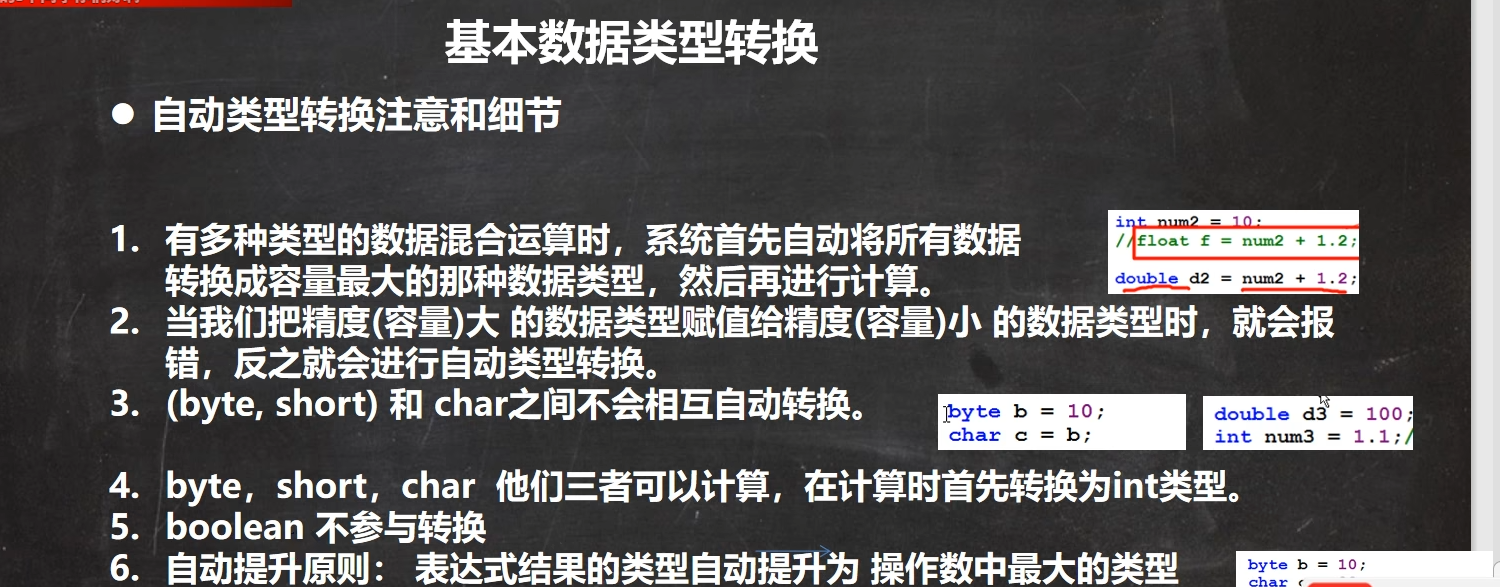 基本数据类型转换
● 自动类型转换注意和细节
1. 有多种类型的数据混合运算时，系统首先自动将所有数据
转换成容量最大的那种数据类型，然后再进行计算。
int num2 = 10;
//float f = num2 + 1.2;
double d2 = num2 + 1.2;
2. 当我们把精度(容量)大 的数据类型赋值给精度(容量)小 的数据类型时，就会报
错，反之就会进行自动类型转换。
3. (byte, short) 和 char之间不会相互自动转换。
byte b = 10;
char c = b;
double d3 = 100;
int num3 = 1.1;/
4. byte，short，char 他们三者可以计算，在计算时首先转换为int类型。
5. boolean 不参与转换
6. 自动提升原则： 表达式结果的类型自动提升为 操作数中最大的类型
byte b = 10;
char